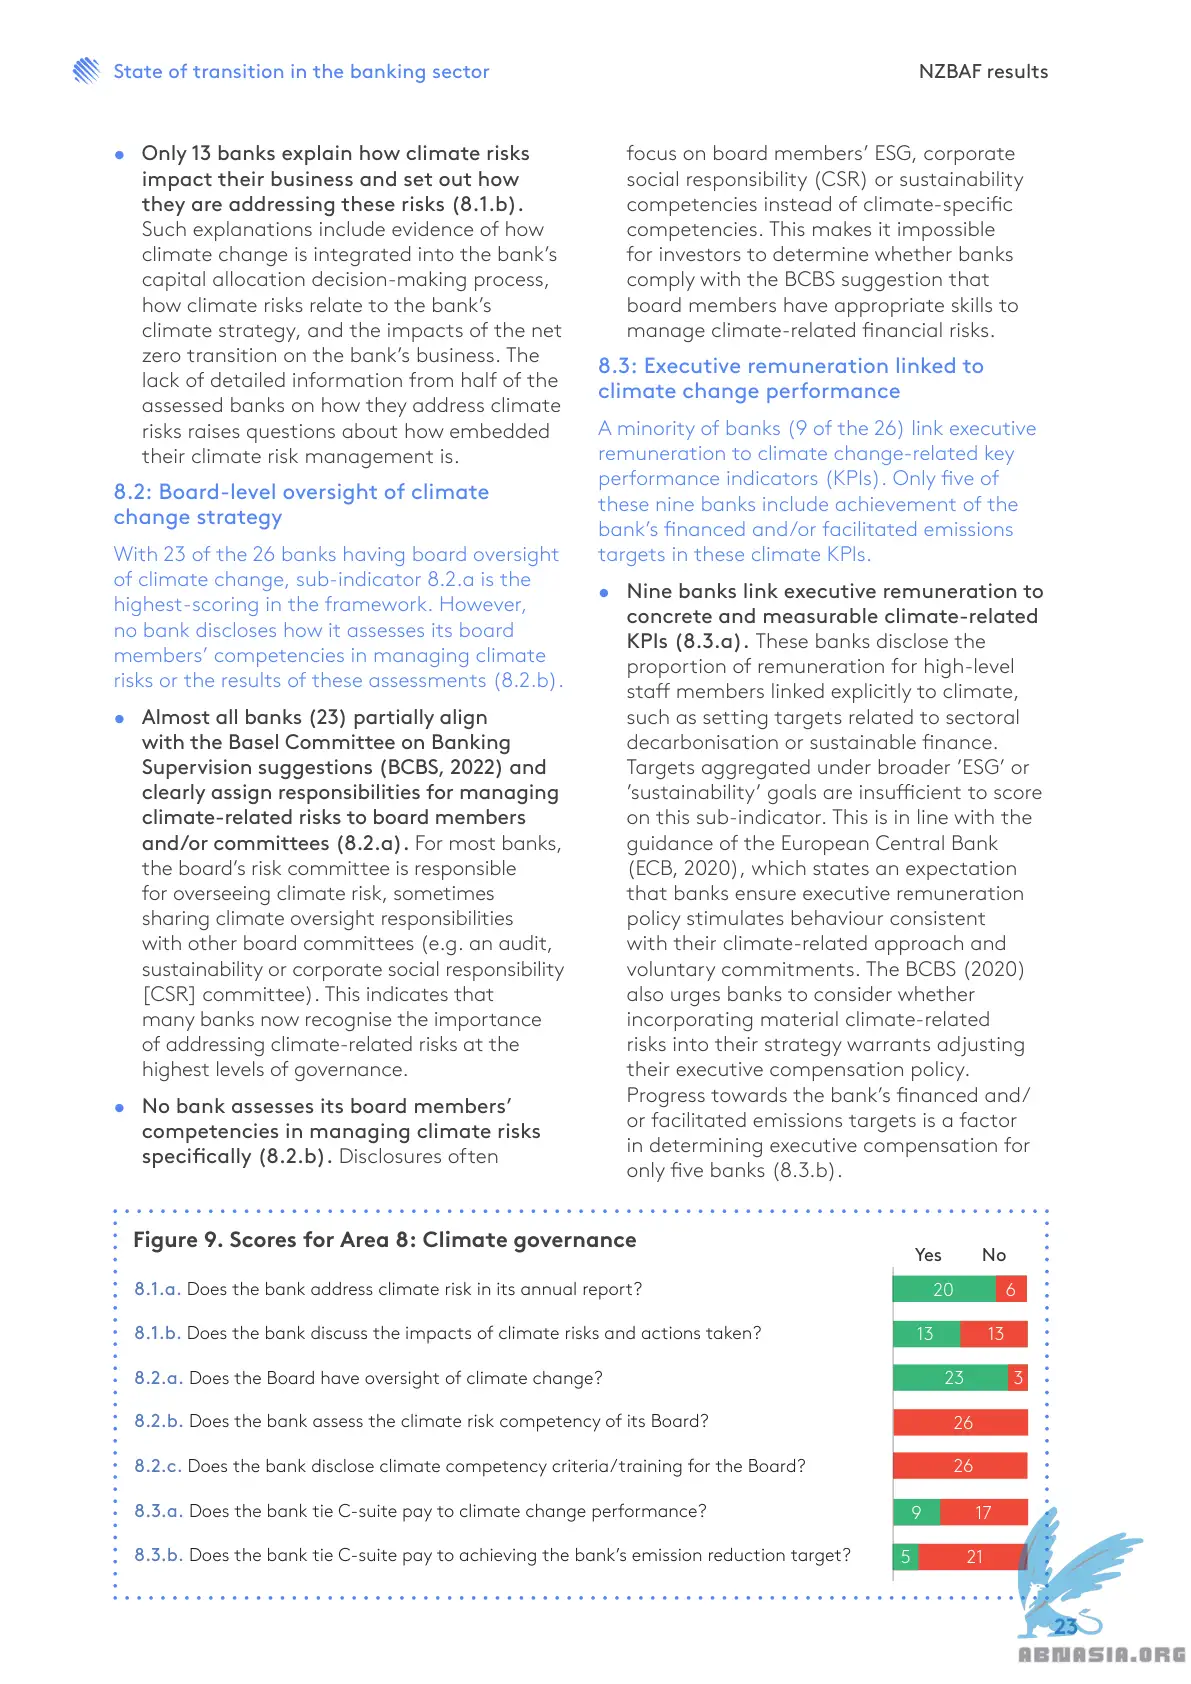 State of transition in the banking sector
NZBAF results
• Only 13 banks explain how climate risks
impact their business and set out how
they are addressing these risks (8.1.b).
Such explanations include evidence of how
climate change is integrated into the bank’s
capital allocation decision-making process,
how climate risks relate to the bank’s
climate strategy, and the impacts of the net
zero transition on the bank’s business. The
lack of detailed information from half of the
assessed banks on how they address climate
risks raises questions about how embedded
their climate risk management is.
8.2: Board-level oversight of climate
change strategy
With 23 of the 26 banks having board oversight
of climate change, sub-indicator 8.2.a is the
highest-scoring in the framework. However,
no bank discloses how it assesses its board
members’ competencies in managing climate
risks or the results of these assessments (8.2.b).
• Almost all banks (23) partially align
with the Basel Committee on Banking
Supervision suggestions (BCBS, 2022) and
clearly assign responsibilities for managing
climate-related risks to board members
and/or committees (8.2.a). For most banks,
the board’s risk committee is responsible
for overseeing climate risk, sometimes
sharing climate oversight responsibilities
with other board committees (e.g. an audit,
sustainability or corporate social responsibility
[CSR] committee). This indicates that
many banks now recognise the importance
of addressing climate-related risks at the
highest levels of governance.
• No bank assesses its board members’
competencies in managing climate risks
specifically (8.2.b). Disclosures often
focus on board members’ ESG, corporate
social responsibility (CSR) or sustainability
competencies instead of climate-specific
competencies. This makes it impossible
for investors to determine whether banks
comply with the BCBS suggestion that
board members have appropriate skills to
manage climate-related financial risks.
8.3: Executive remuneration linked to
climate change performance
A minority of banks (9 of the 26) link executive
remuneration to climate change-related key
performance indicators (KPIs). Only five of
these nine banks include achievement of the
bank’s financed and/or facilitated emissions
targets in these climate KPIs.
• Nine banks link executive remuneration to
concrete and measurable climate-related
KPIs (8.3.a). These banks disclose the
proportion of remuneration for high-level
staff members linked explicitly to climate,
such as setting targets related to sectoral
decarbonisation or sustainable finance.
Targets aggregated under broader ‘ESG’ or
‘sustainability’ goals are insufficient to score
on this sub-indicator. This is in line with the
guidance of the European Central Bank
(ECB, 2020), which states an expectation
that banks ensure executive remuneration
policy stimulates behaviour consistent
with their climate-related approach and
voluntary commitments. The BCBS (2020)
also urges banks to consider whether
incorporating material climate-related
risks into their strategy warrants adjusting
their executive compensation policy.
Progress towards the bank’s financed and/
or facilitated emissions targets is a factor
in determining executive compensation for
only five banks (8.3.b).
Figure 9. Scores for Area 8: Climate governance
Yes No
8.1.a. Does the bank address climate risk in its annual report? 20 6
8.1.b. Does the bank discuss the impacts of climate risks and actions taken? 13 13
8.2.a. Does the Board have oversight of climate change? 23 3
8.2.b. Does the bank assess the climate risk competency of its Board? 26
8.2.c. Does the bank disclose climate competency criteria/training for the Board? 26
8.3.a. Does the bank tie C-suite pay to climate change performance? 9 17
8.3.b. Does the bank tie C-suite pay to achieving the bank’s emission reduction target? 5 21
23
ABNASIA.ORG